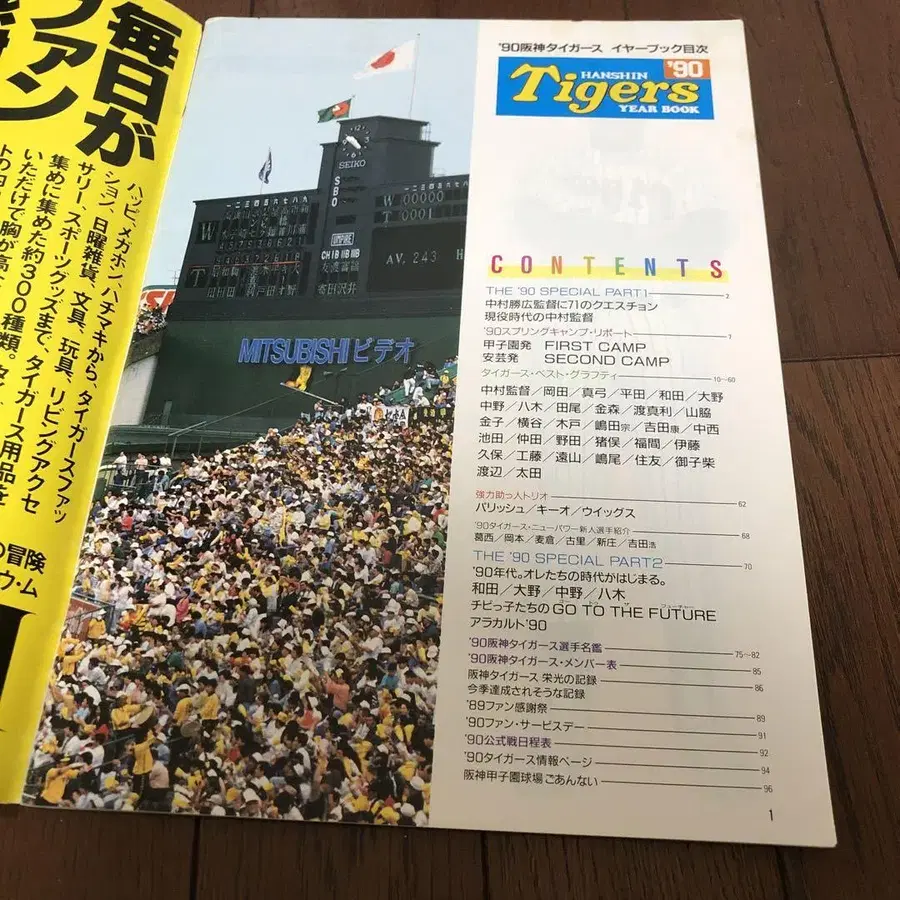 毎日が
ファン
ハッピ、メガホン、ハチマキから、タイガースファッ
ション、日曜雑貨、文具、玩具、リビングアクセ
サリー、スポーツグッズまで、タイガース用品を
集めに集めた約300種類。
いただけで胸が高
の冒険
ウ・ム
SEIKO
S
B
O
W 00000
T 0001
UMPIRE
AV. 243 H
MITSUBISHI ビデオ
'90阪神タイガース イヤーブック目次
HANSHIN '90
Tigers
YEAR BOOK
CONTENTS
THE '90 SPECIAL PART1 2
中村勝広監督に71のクエスチョン
現役時代の中村監督
'90スプリングキャンプ・リポート 7
甲子園発 FIRST CAMP
安芸発 SECOND CAMP
タイガース・ベスト・グラフティ 10〜60
中村監督/岡田/真弓/平田/和田/大野
中野/八木/田尾/金森/渡真利/山脇
金子/横谷/木戸/嶋田宗/吉田康/中西
池田/仲田/野田/猪俣/福間/伊藤
久保/工藤/遠山/嶋尾/住友/御子柴
渡辺/太田
強力助っ人トリオ 62
パリッシュ/キーオ/ウイッグス
'90タイガース・ニューパワー新人選手紹介 68
葛西/岡本/麦倉/古里/新庄/吉田浩
THE '90 SPECIAL PART2 70
'90年代。オレたちの時代がはじまる。
和田/大野/中野/八木
チビっ子たちのGO TO THE FUTURE
アラカルト'90
'90阪神タイガース選手名鑑 75〜82
'90阪神タイガース・メンバー表 85
阪神タイガース 栄光の記録 86
今季達成されそうな記録
'89ファン感謝祭 89
'90ファン・サービスデー 91
'90公式戦日程表 92
'90タイガース情報ページ 94
阪神甲子園球場ごあんない 96
1